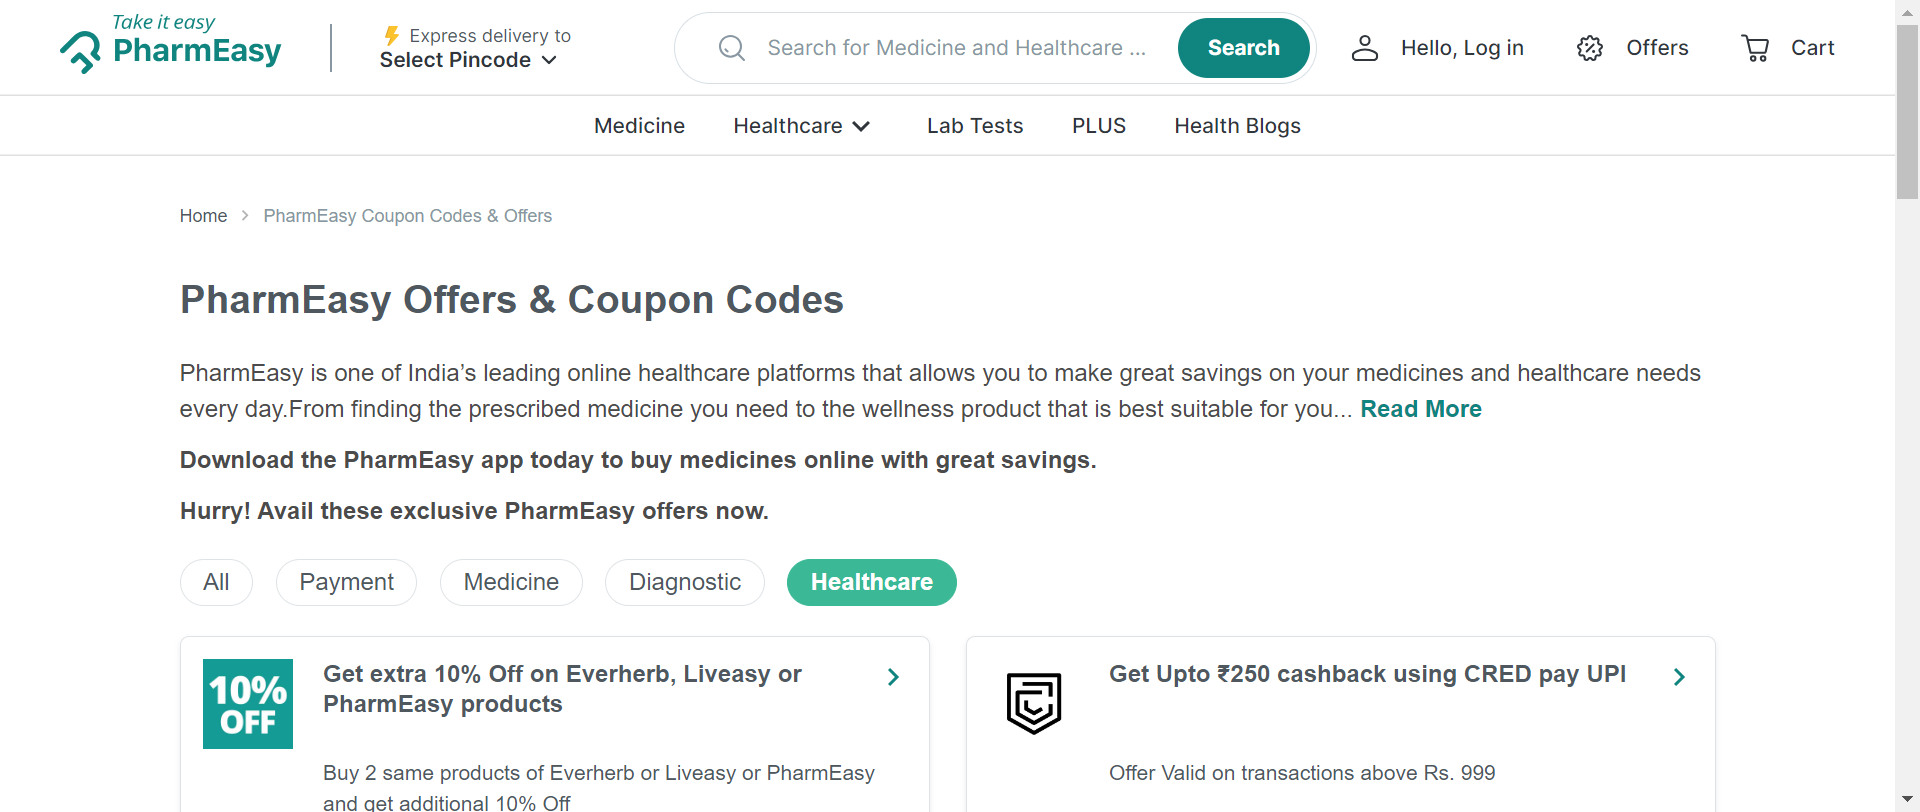 Take it easy
PharmEasy
Express delivery to
Select Pincode
Search for Medicine and Healthcare ...
Search
Hello, Log in
Offers
Cart
Medicine
Healthcare
Lab Tests
PLUS
Health Blogs
Home
PharmEasy Coupon Codes & Offers
PharmEasy Offers & Coupon Codes
PharmEasy is one of India’s leading online healthcare platforms that allows you to make great savings on your medicines and healthcare needs
every day.From finding the prescribed medicine you need to the wellness product that is best suitable for you... Read More
Download the PharmEasy app today to buy medicines online with great savings.
Hurry! Avail these exclusive PharmEasy offers now.
All
Payment
Medicine
Diagnostic
Healthcare
10%
OFF
Get extra 10% Off on Everherb, Liveasy or
PharmEasy products
Buy 2 same products of Everherb or Liveasy or PharmEasy
and get additional 10% Off
Get Upto ₹250 cashback using CRED pay UPI
Offer Valid on transactions above Rs. 999